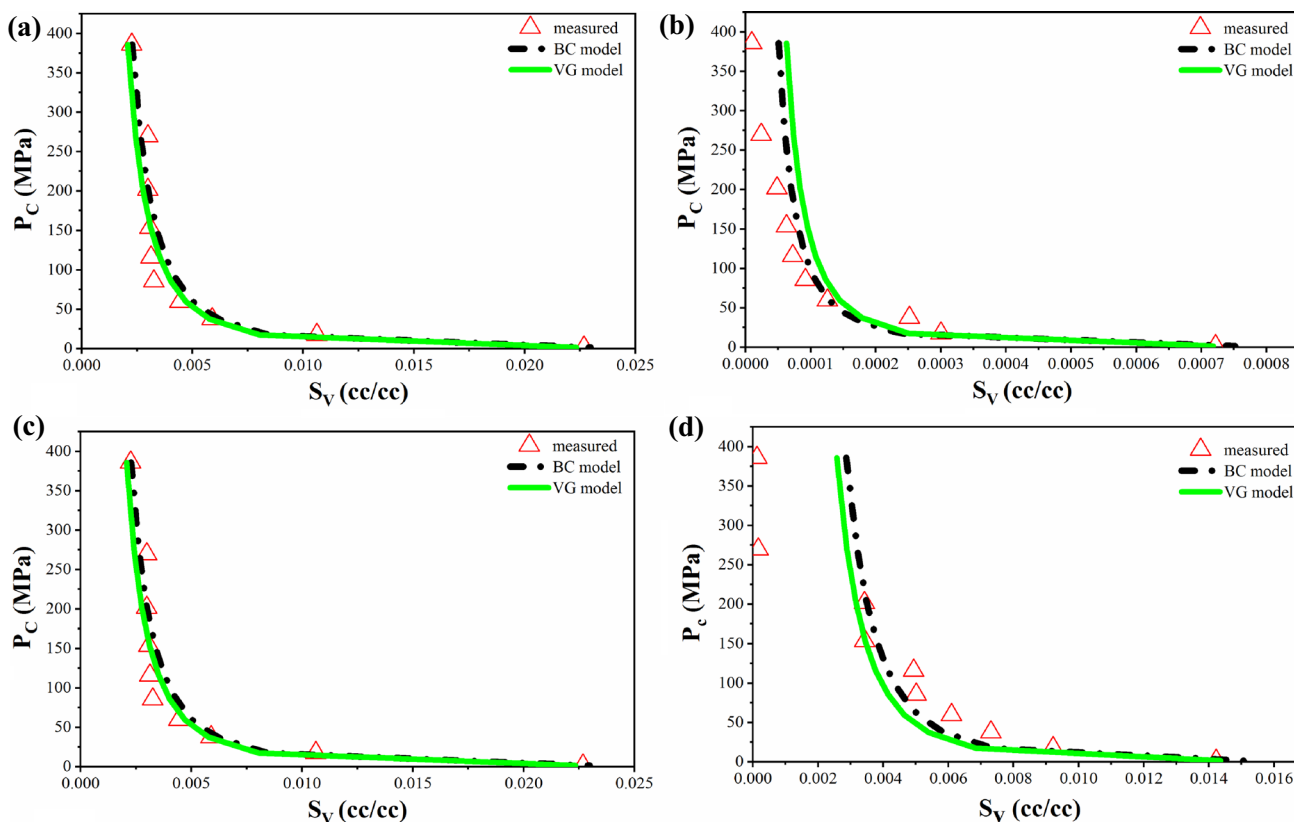 (a)
measured
BC model
VG model
400
350
300
250
200
150
100
50
0
P_C (MPa)
0.000
0.005
0.010
0.015
0.020
0.025
S_V (cc/cc)
(b)
measured
BC model
VG model
400
350
300
250
200
150
100
50
0
P_C (MPa)
0.0000
0.0001
0.0002
0.0003
0.0004
0.0005
0.0006
0.0007
0.0008
S_V (cc/cc)
(c)
measured
BC model
VG model
400
350
300
250
200
150
100
50
0
P_C (MPa)
0.000
0.005
0.010
0.015
0.020
0.025
S_V (cc/cc)
(d)
measured
BC model
VG model
400
350
300
250
200
150
100
50
0
P_c (MPa)
0.000
0.002
0.004
0.006
0.008
0.010
0.012
0.014
0.016
S_V (cc/cc)